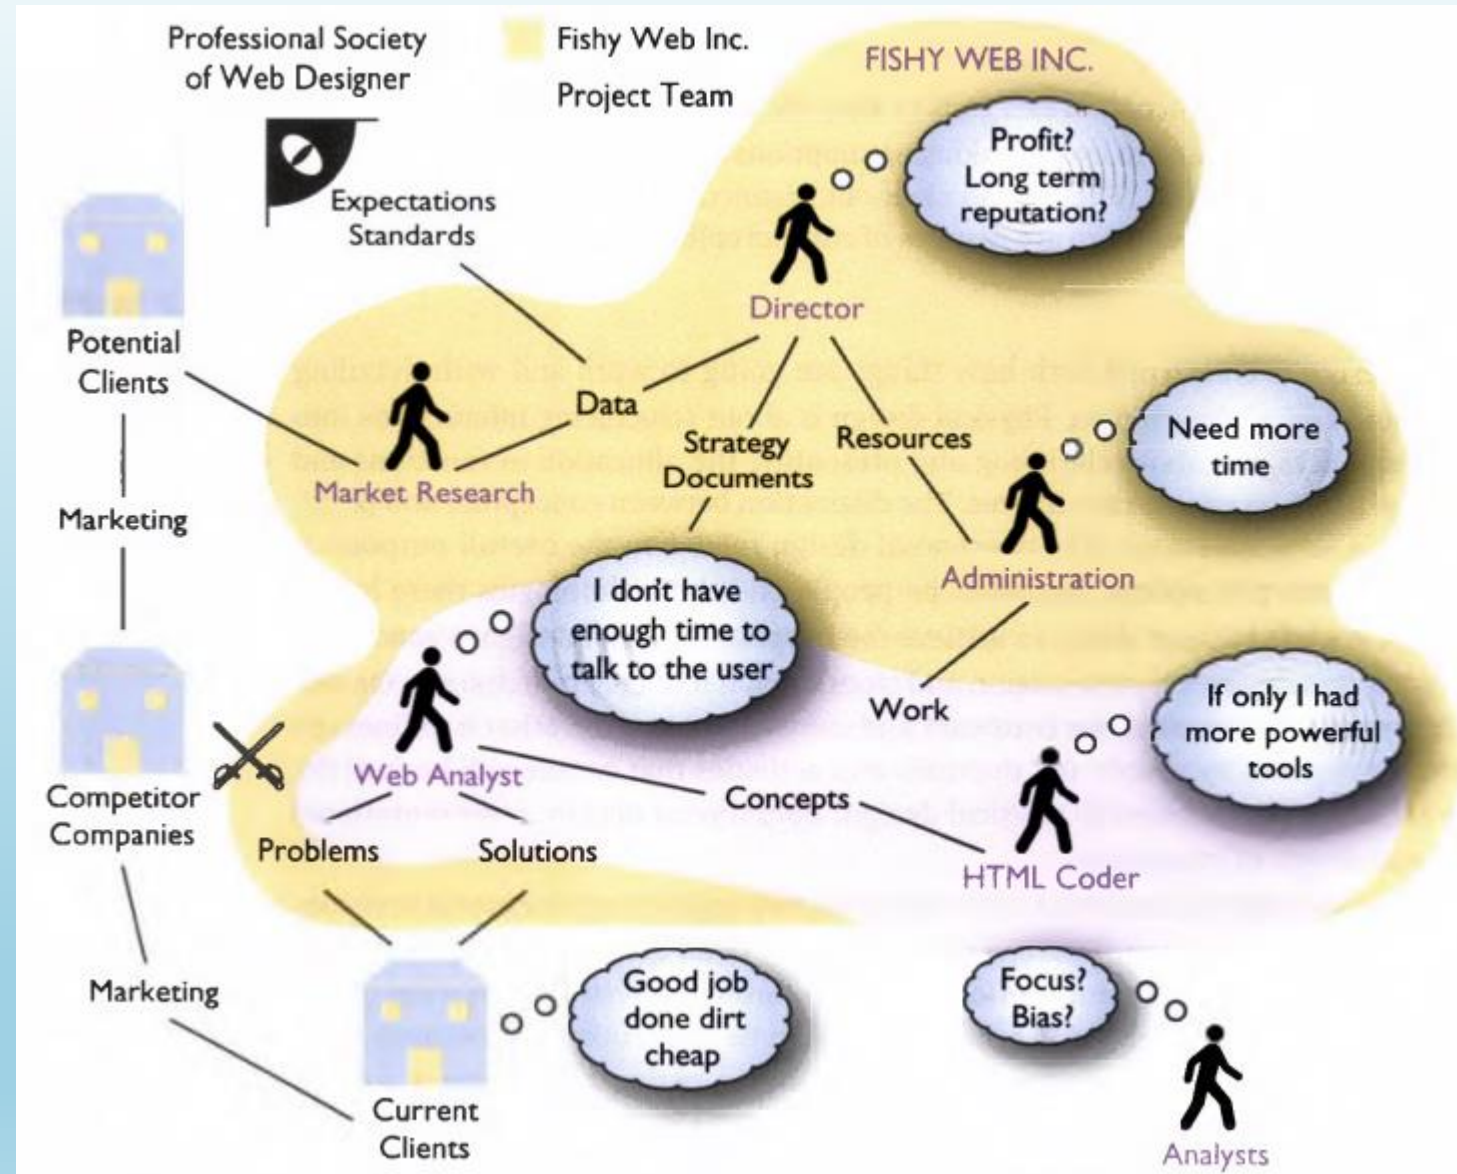 Professional Society
of Web Designer
Fishy Web Inc.
Project Team
FISHY WEB INC.
Profit?
Long term
reputation?
Expectations
Standards
Director
Potential
Clients
Data
Strategy
Documents
Resources
Need more
time
Market Research
Marketing
Administration
I don't have
enough time to
talk to the user
Work
If only I had
more powerful
tools
Web Analyst
Competitor
Companies
Concepts
Problems
Solutions
HTML Coder
Marketing
Good job
done dirt
cheap
Focus?
Bias?
Current
Clients
Analysts